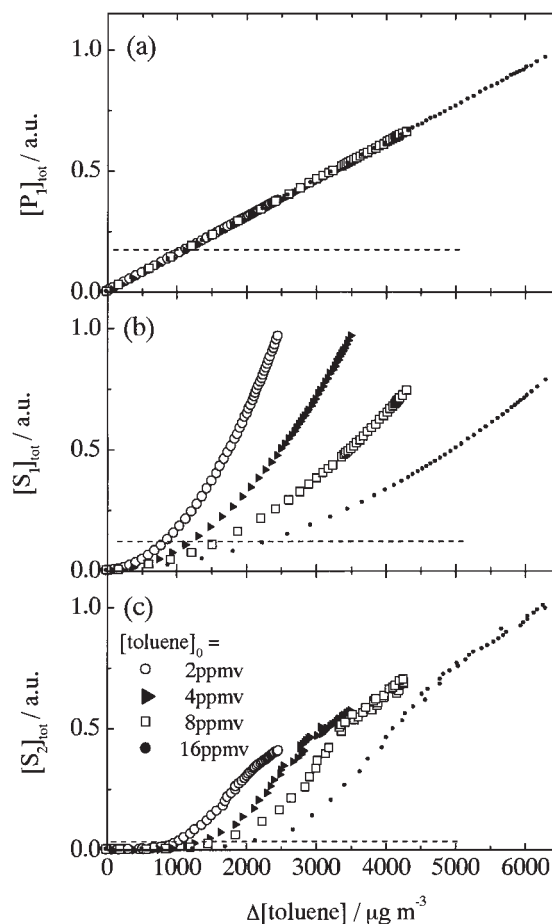 (a)
1.0
0.5
0.0
[P₁]ₜₒₜ / a.u.
(b)
1.0
0.5
0.0
[S₁]ₜₒₜ / a.u.
(c)
[toluene]₀ =
2ppmv
4ppmv
8ppmv
16ppmv
1.0
0.5
0.0
[S₂]ₜₒₜ / a.u.
0 1000 2000 3000 4000 5000 6000
Δ[toluene] / μg m⁻³